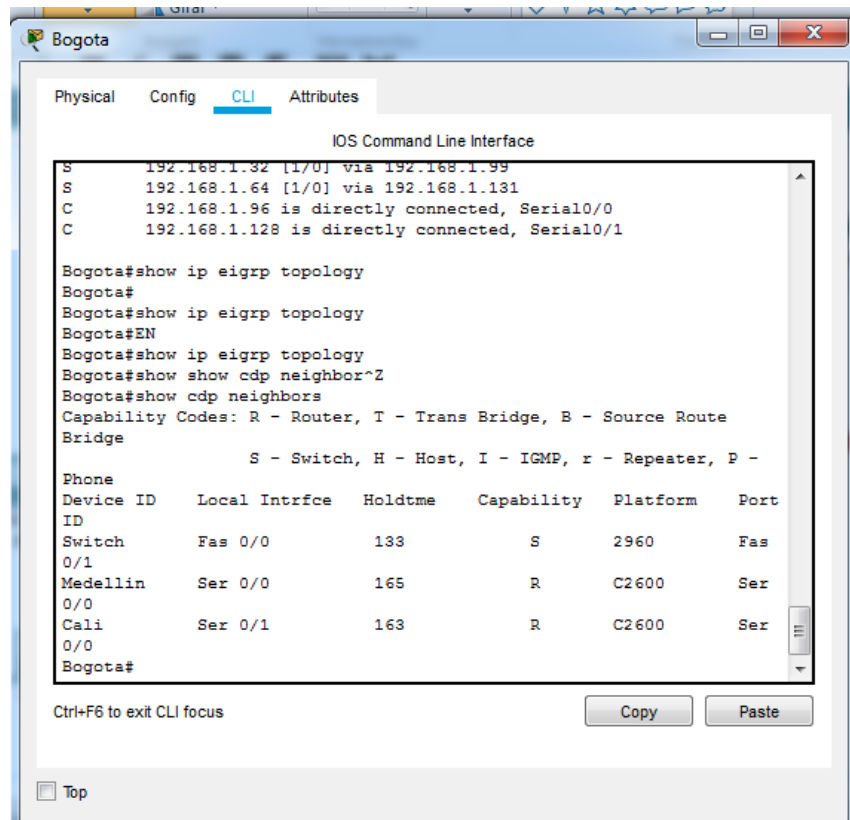 Giral
Bogota
Physical Config CLI Attributes
IOS Command Line Interface
S 192.168.1.32 [1/0] via 192.168.1.99
S 192.168.1.64 [1/0] via 192.168.1.131
C 192.168.1.96 is directly connected, Serial0/0
C 192.168.1.128 is directly connected, Serial0/1
Bogota#show ip eigrp topology
Bogota#
Bogota#show ip eigrp topology
Bogota#EN
Bogota#show ip eigrp topology
Bogota#show show cdp neighbor^Z
Bogota#show cdp neighbors
Capability Codes: R - Router, T - Trans Bridge, B - Source Route
Bridge
S - Switch, H - Host, I - IGMP, r - Repeater, P -
Phone
Device ID Local Intrfce Holdtme Capability Platform Port
ID
Switch Fas 0/0 133 S 2960 Fas
0/1
Medellin Ser 0/0 165 R C2600 Ser
0/0
Cali Ser 0/1 163 R C2600 Ser
0/0
Bogota#
Ctrl+F6 to exit CLI focus
Copy Paste
Top